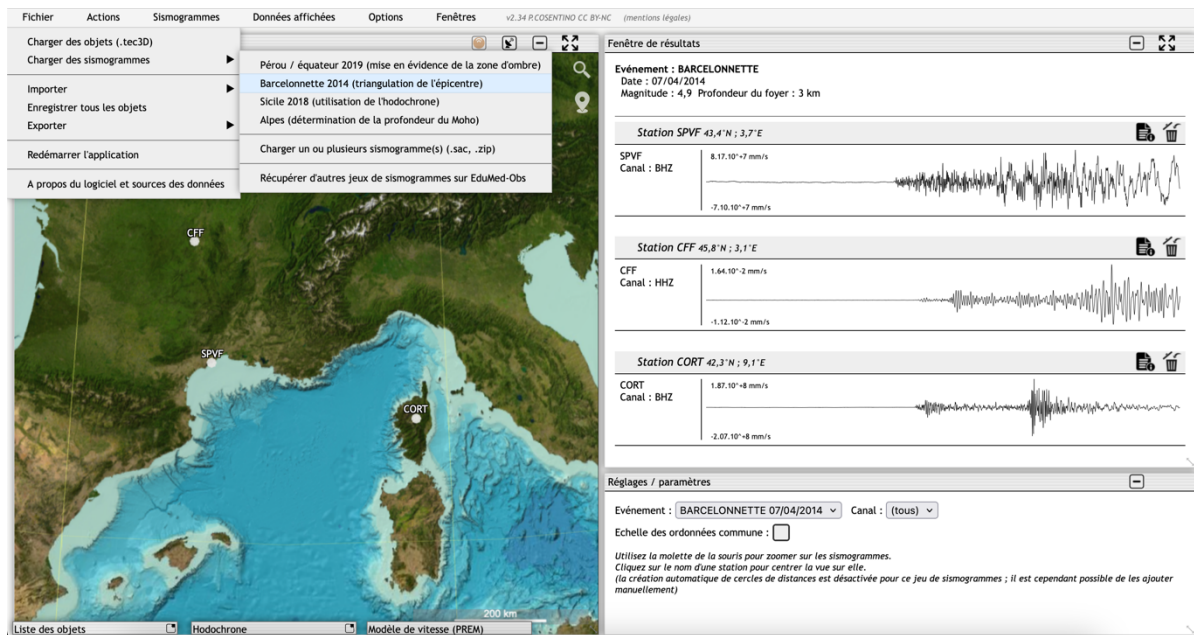 Fichier Actions Sismogrammes Données affichées Options Fenêtres v2.34 P.COSENTINO CC BY-NC (mentions légales)
Charger des objets (.tec3D)
Charger des sismogrammes
Importer
Enregistrer tous les objets
Exporter
Redémarrer l'application
A propos du logiciel et sources des données
Pérou / équateur 2019 (mise en évidence de la zone d'ombre)
Barcelonnette 2014 (triangulation de l'épicentre)
Sicile 2018 (utilisation de l'hodochrone)
Alpes (détermination de la profondeur du Moho)
Charger un ou plusieurs sismogramme(s) (.sac, .zip)
Récupérer d'autres jeux de sismogrammes sur EduMed-Obs
CFF
SPVF
CORT
200 km
Liste des objets
Hodochrone
Modèle de vitesse (PREM)
Fenêtre de résultats
Evénement : BARCELONNETTE
Date : 07/04/2014
Magnitude : 4,9 Profondeur du foyer : 3 km
Station SPVF 43,4°N ; 3,7°E
SPVF
Canal : BHZ
8.17.10^+7 mm/s
-7.10.10^+7 mm/s
Station CFF 45,8°N ; 3,1°E
CFF
Canal : HHZ
1.64.10^-2 mm/s
-1.12.10^-2 mm/s
Station CORT 42,3°N ; 9,1°E
CORT
Canal : BHZ
1.87.10^+8 mm/s
-2.07.10^+8 mm/s
Réglages / paramètres
Evénement : BARCELONNETTE 07/04/2014 Canal : (tous)
Echelle des ordonnées commune :
Utilisez la molette de la souris pour zoomer sur les sismogrammes.
Cliquez sur le nom d'une station pour centrer la vue sur elle.
(la création automatique de cercles de distances est désactivée pour ce jeu de sismogrammes ; il est cependant possible de les ajouter
manuellement)